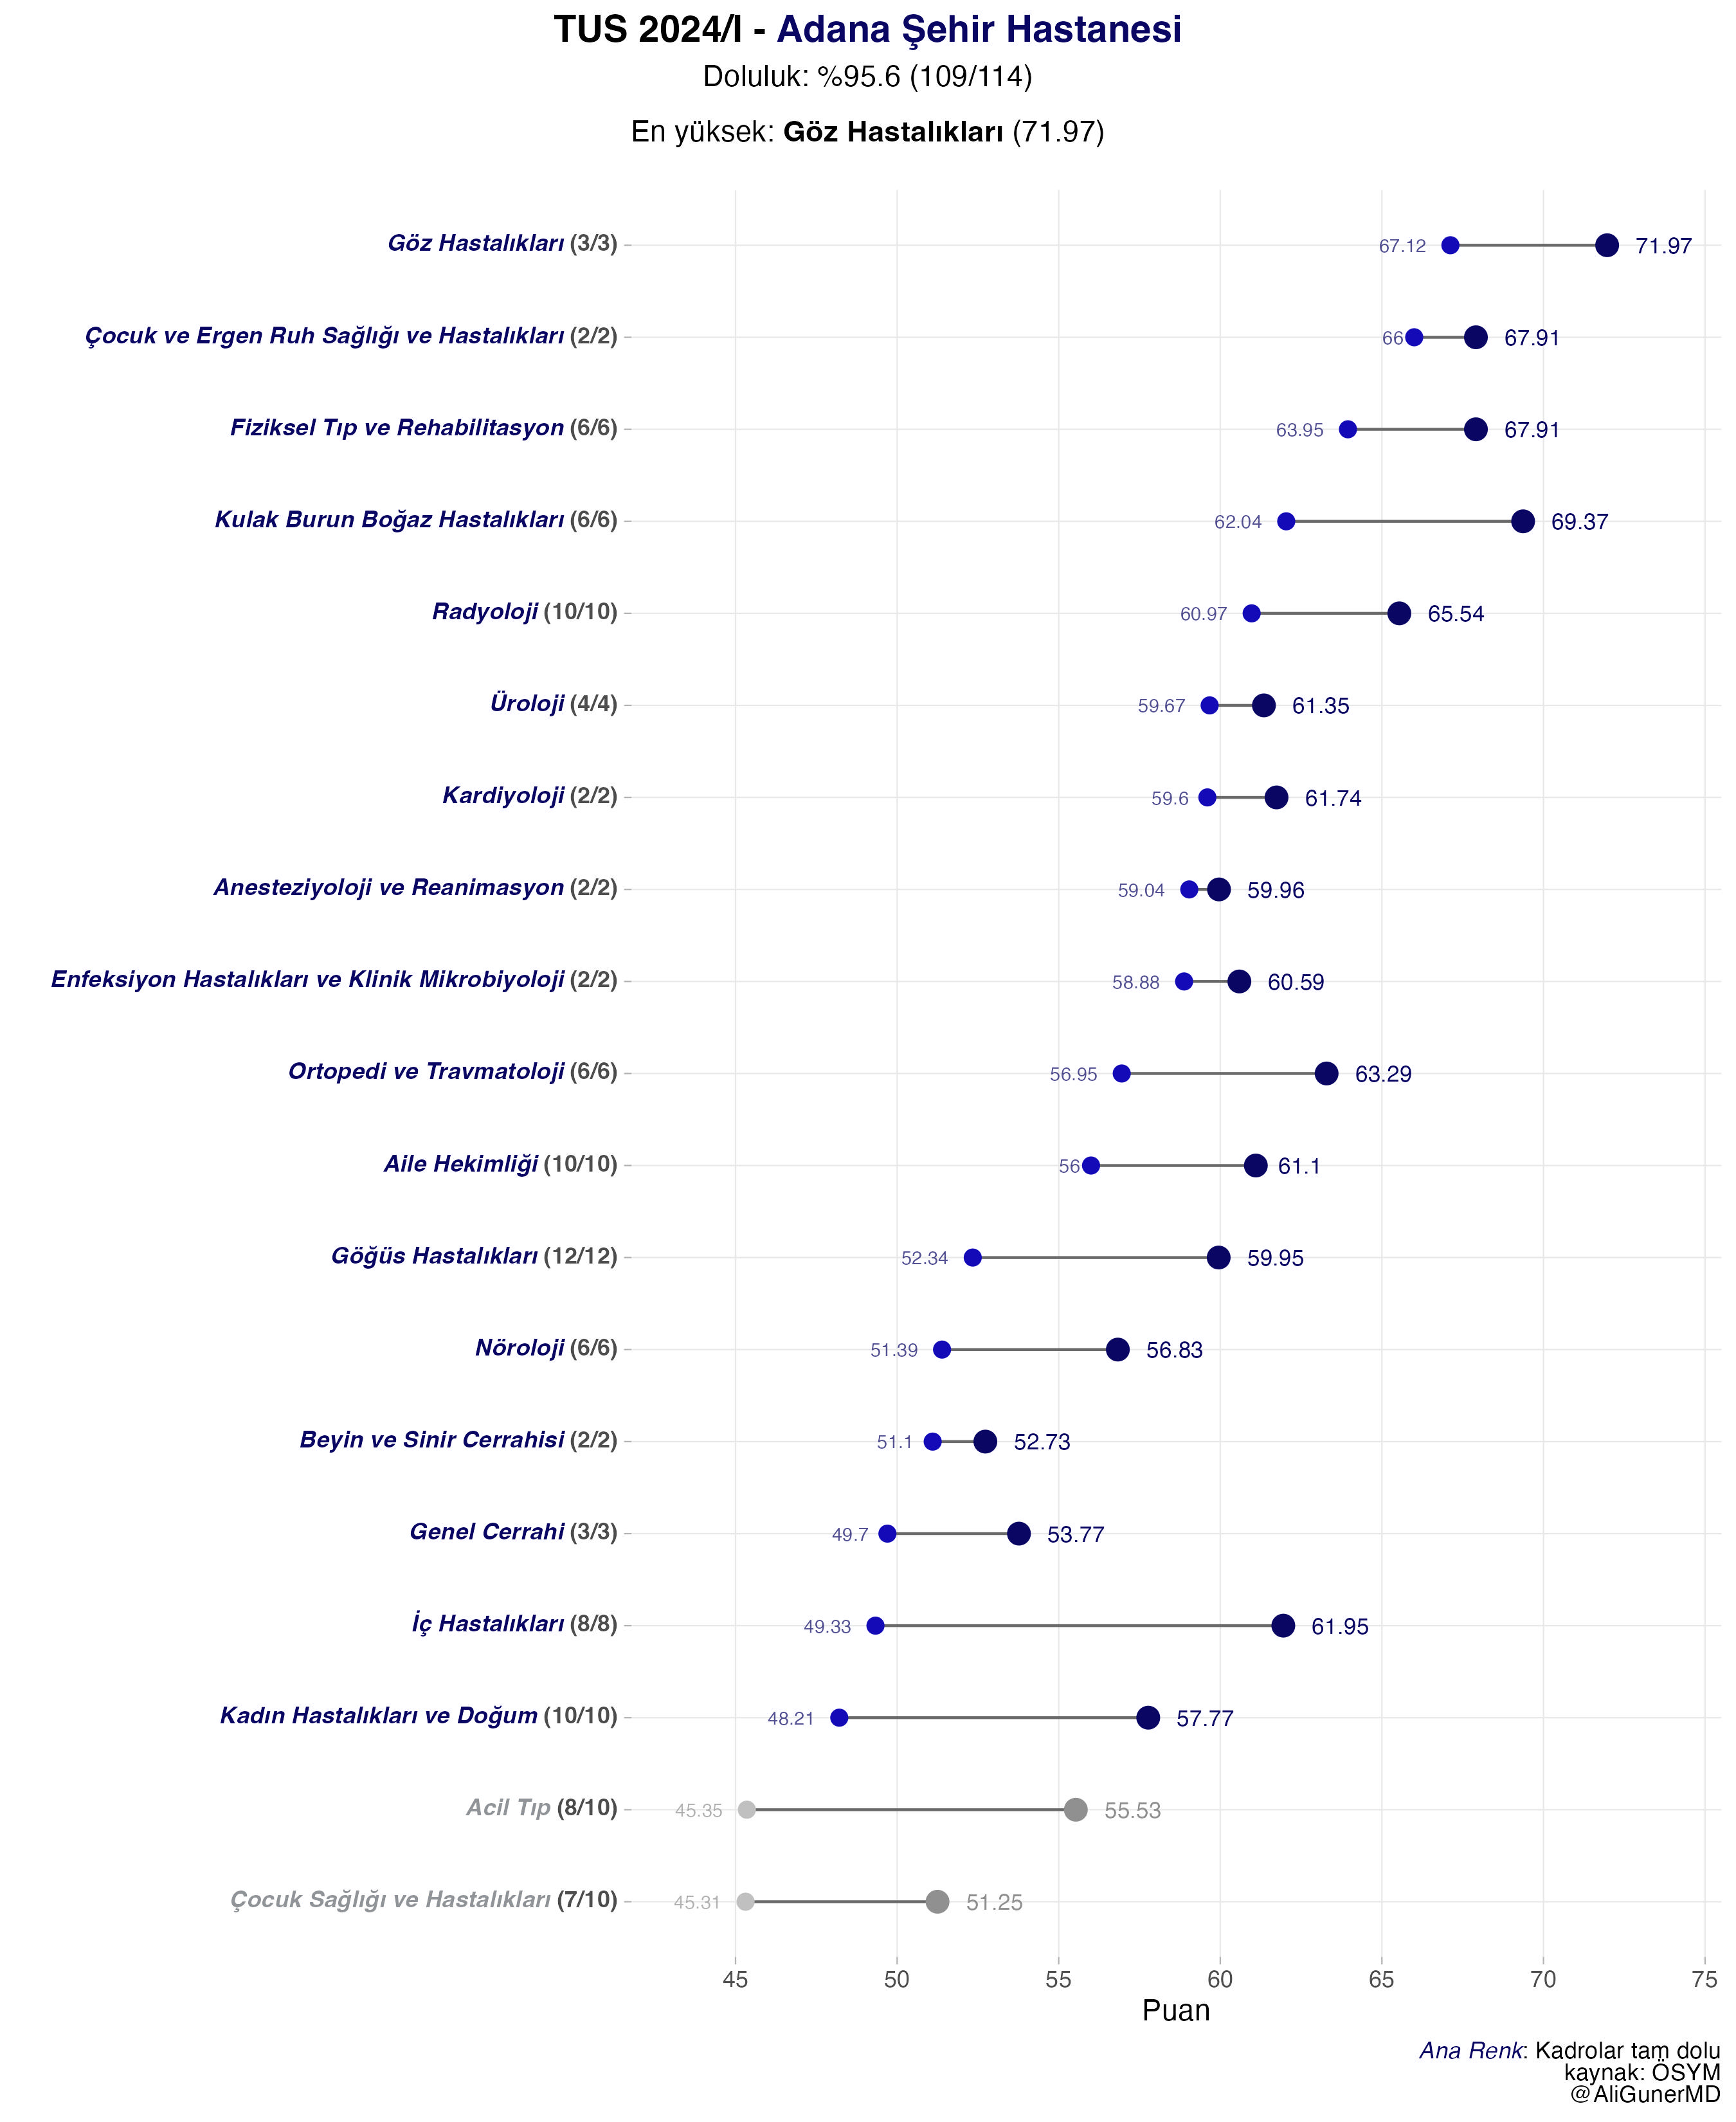 TUS 2024/I - Adana Şehir Hastanesi
Doluluk: %95.6 (109/114)
En yüksek: Göz Hastalıkları (71.97)
Göz Hastalıkları (3/3) 67.12 71.97
Çocuk ve Ergen Ruh Sağlığı ve Hastalıkları (2/2) 66 67.91
Fiziksel Tıp ve Rehabilitasyon (6/6) 63.95 67.91
Kulak Burun Boğaz Hastalıkları (6/6) 62.04 69.37
Radyoloji (10/10) 60.97 65.54
Üroloji (4/4) 59.67 61.35
Kardiyoloji (2/2) 59.6 61.74
Anesteziyoloji ve Reanimasyon (2/2) 59.04 59.96
Enfeksiyon Hastalıkları ve Klinik Mikrobiyoloji (2/2) 58.88 60.59
Ortopedi ve Travmatoloji (6/6) 56.95 63.29
Aile Hekimliği (10/10) 56 61.1
Göğüs Hastalıkları (12/12) 52.34 59.95
Nöroloji (6/6) 51.39 56.83
Beyin ve Sinir Cerrahisi (2/2) 51.1 52.73
Genel Cerrahi (3/3) 49.7 53.77
İç Hastalıkları (8/8) 49.33 61.95
Kadın Hastalıkları ve Doğum (10/10) 48.21 57.77
Acil Tıp (8/10) 45.35 55.53
Çocuk Sağlığı ve Hastalıkları (7/10) 45.31 51.25
45 50 55 60 65 70 75
Puan
Ana Renk: Kadrolar tam dolu
kaynak: ÖSYM
@AliGunerMD